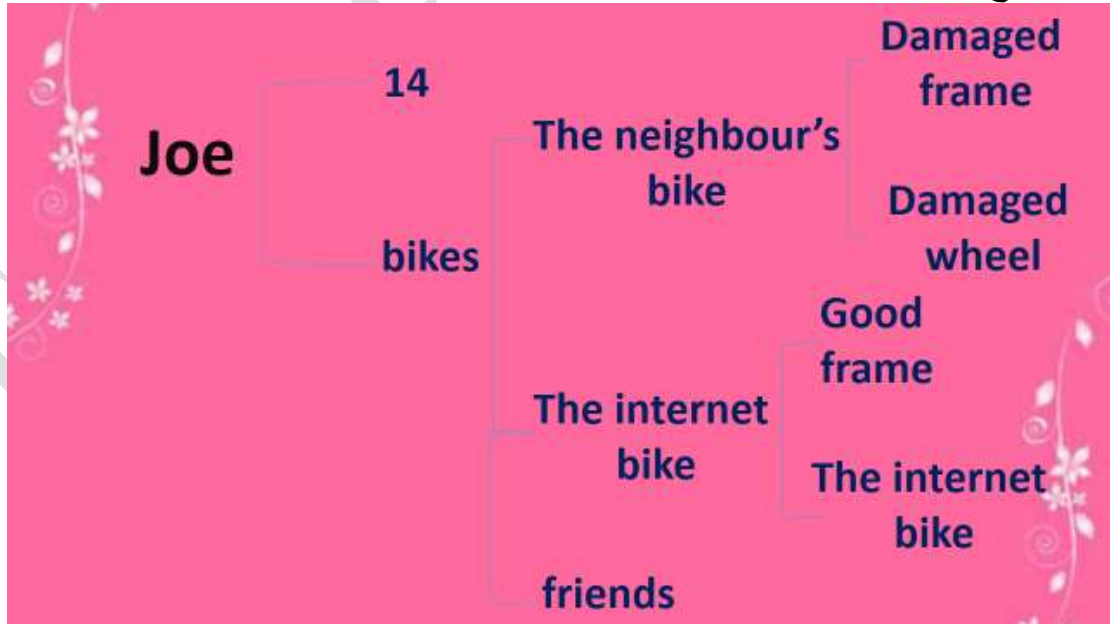 Joe
14
bikes
The neighbour's
bike
Damaged
frame
Damaged
wheel
The internet
bike
Good
frame
The internet
bike
friends